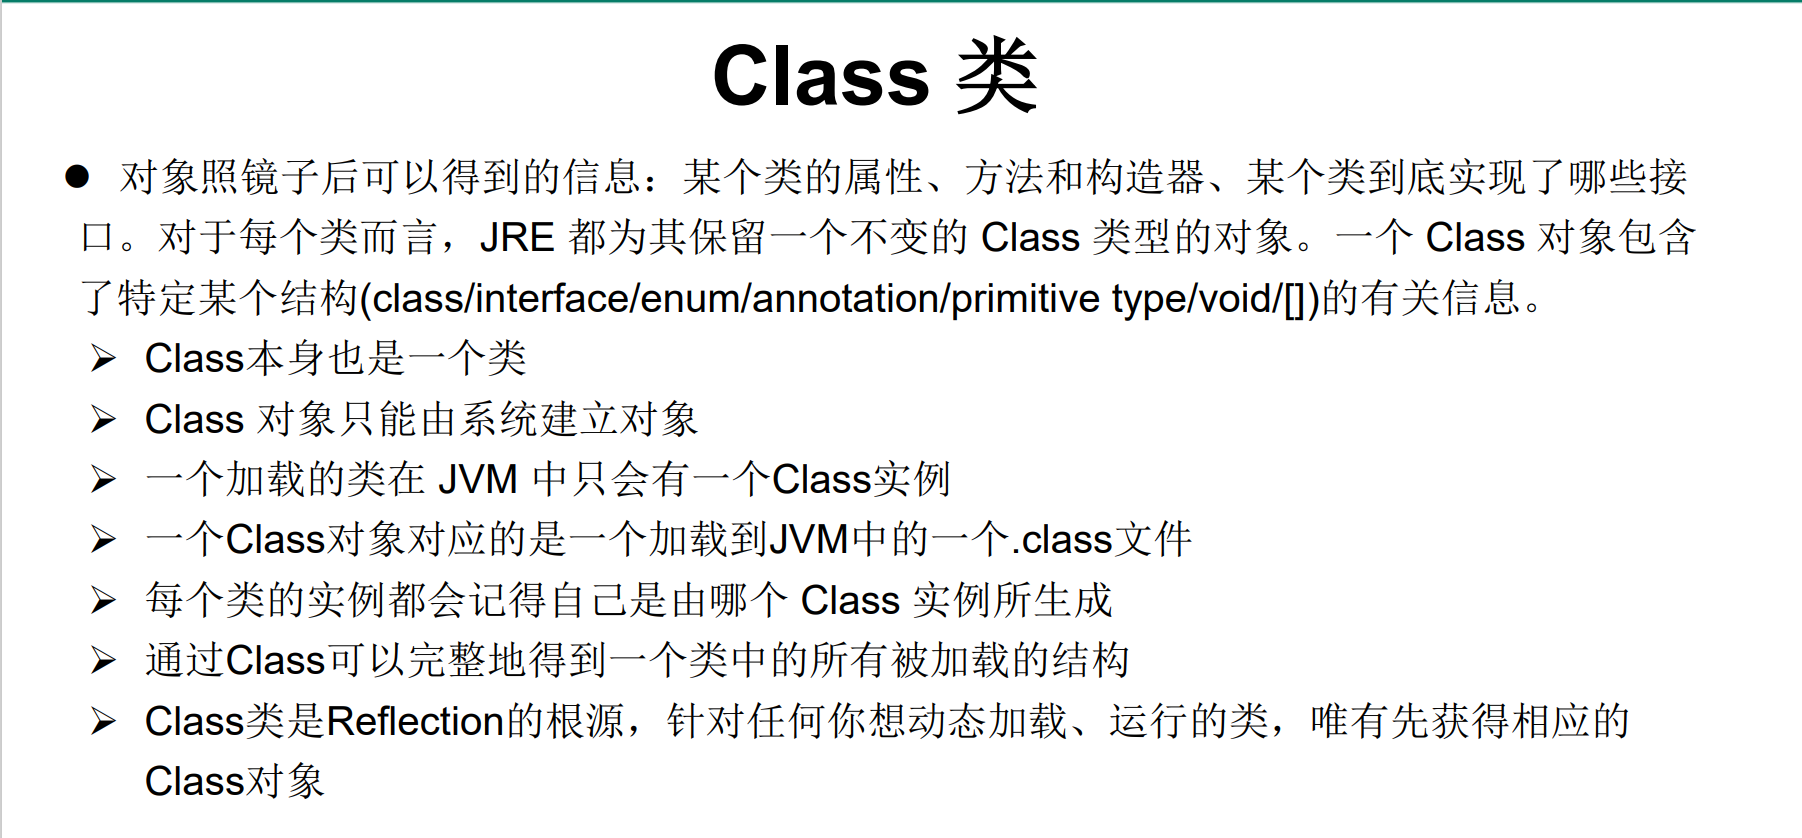 Class 类
● 对象照镜子后可以得到的信息：某个类的属性、方法和构造器、某个类到底实现了哪些接
口。对于每个类而言，JRE 都为其保留一个不变的 Class 类型的对象。一个 Class 对象包含
了特定某个结构(class/interface/enum/annotation/primitive type/void/[])的有关信息。
➢ Class本身也是一个类
➢ Class 对象只能由系统建立对象
➢ 一个加载的类在 JVM 中只会有一个Class实例
➢ 一个Class对象对应的是一个加载到JVM中的一个.class文件
➢ 每个类的实例都会记得自己是由哪个 Class 实例所生成
➢ 通过Class可以完整地得到一个类中的所有被加载的结构
➢ Class类是Reflection的根源，针对任何你想动态加载、运行的类，唯有先获得相应的
Class对象